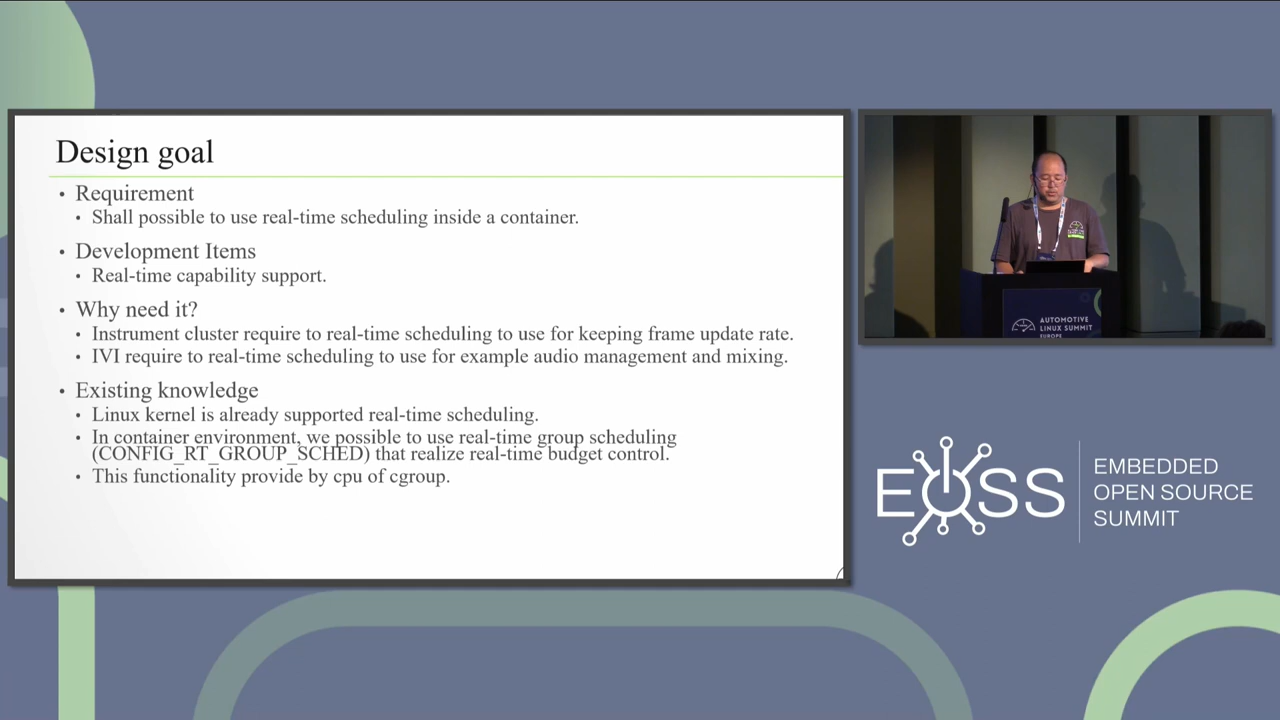 Design goal
• Requirement
• Shall possible to use real-time scheduling inside a container.
• Development Items
• Real-time capability support.
• Why need it?
• Instrument cluster require to real-time scheduling to use for keeping frame update rate.
• IVI require to real-time scheduling to use for example audio management and mixing.
• Existing knowledge
• Linux kernel is already supported real-time scheduling.
• In container environment, we possible to use real-time group scheduling
(CONFIG_RT_GROUP_SCHED) that realize real-time budget control.
• This functionality provide by cpu of cgroup.
AUTOMOTIVE
LINUX SUMMIT
EUROPE
EOSS
EMBEDDED
OPEN SOURCE
SUMMIT